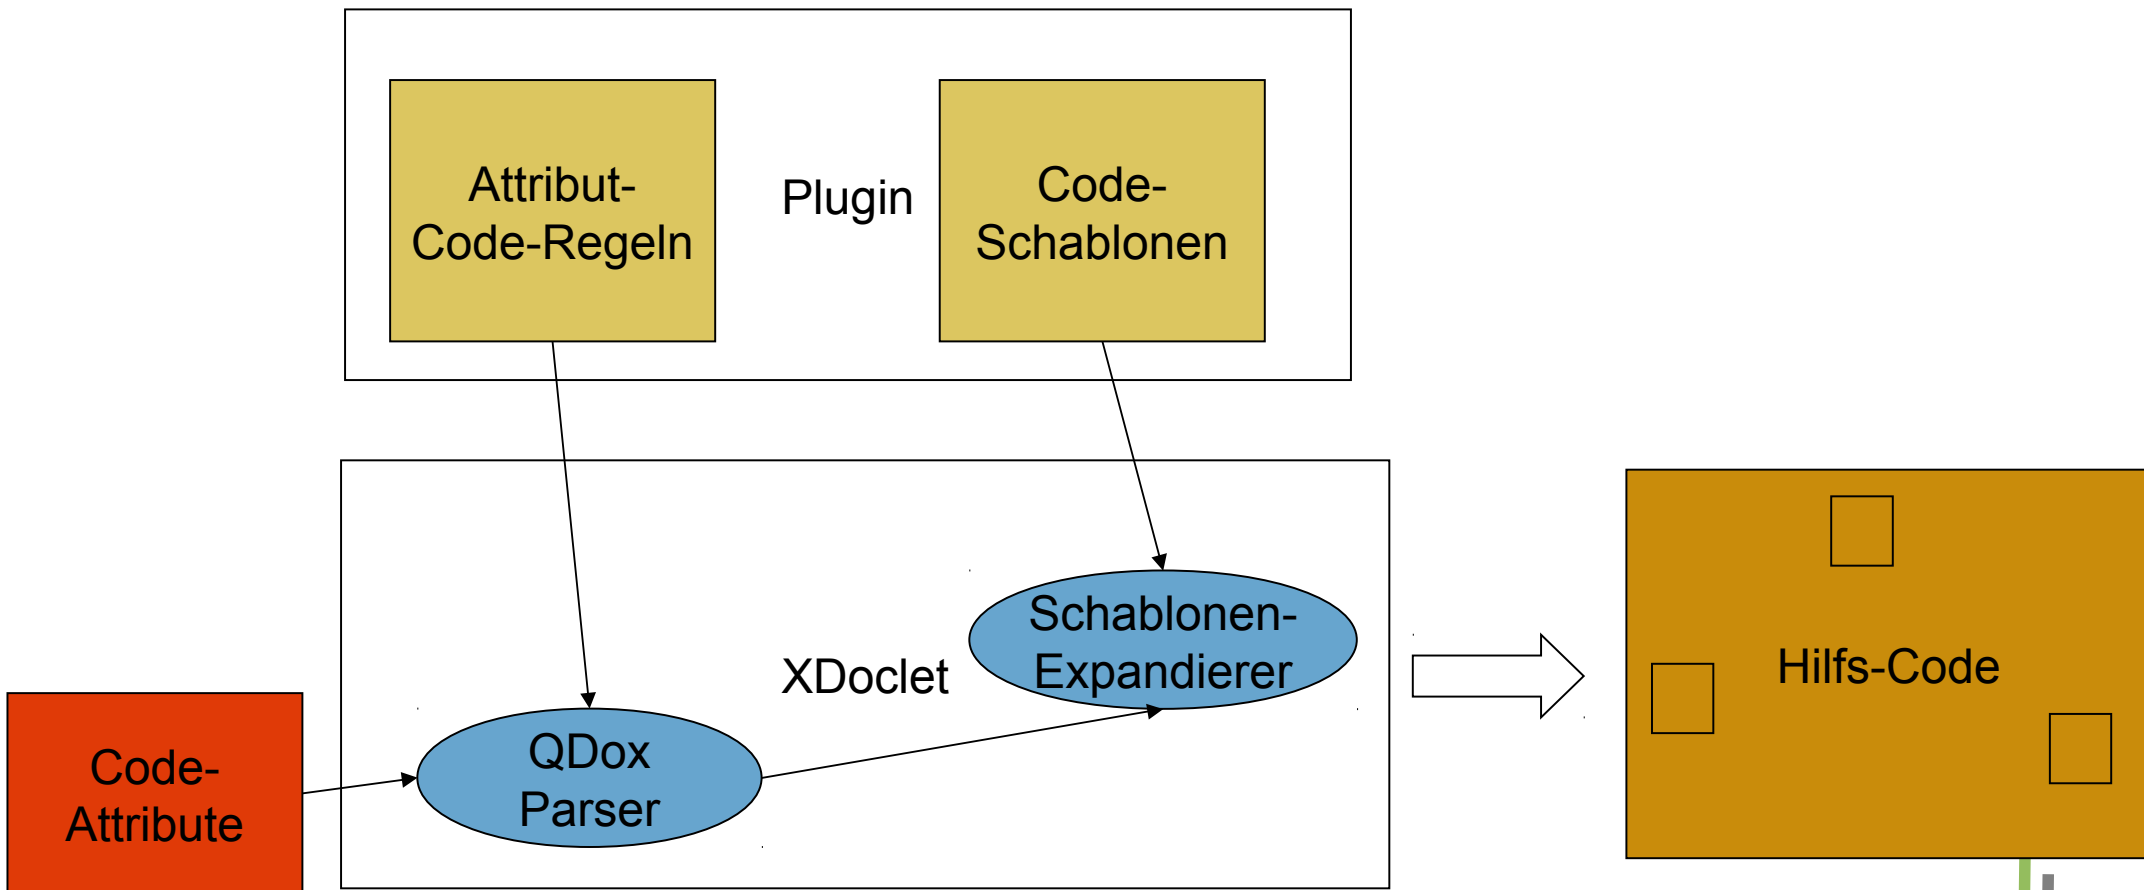 Attribut-
Code-Regeln
Plugin
Code-
Schablonen
Schablonen-
Expandierer
XDoclet
Hilfs-Code
QDox
Parser
Code-
Attribute